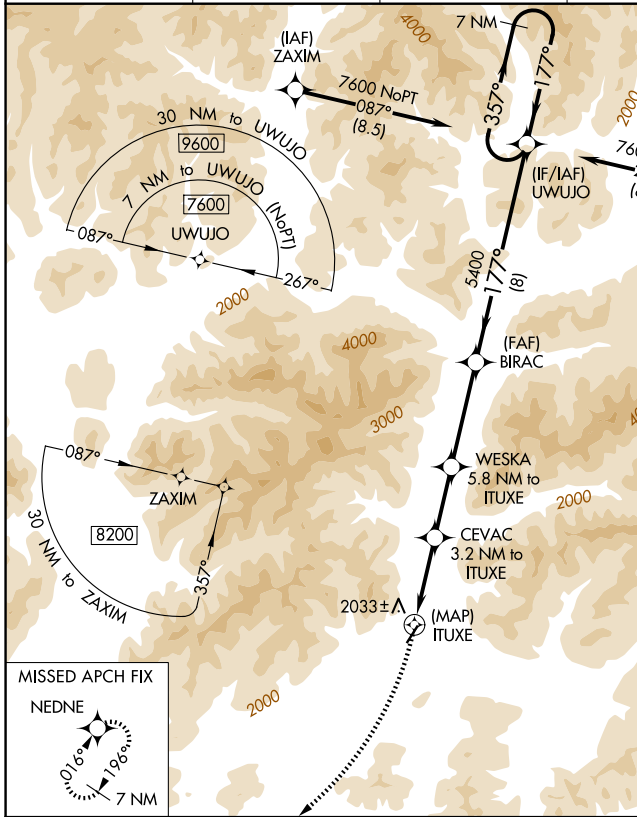 4000
7 NM
(IAF)
ZAXIM
7600 NoPT
087°
(8.5)
357°
177°
2000
30 NM to UWUJO
9600
7 NM to UWUJO (NoPT)
7600
UWUJO
087°
267°
(IF/IAF)
UWUJO
760
(
2000
5400
177°
(8)
4000
(FAF)
BIRAC
3000
4
087°
ZAXIM
WESKA
5.8 NM to
ITUXE
2000
8200
357°
30 NM to ZAXIM
CEVAC
3.2 NM to
ITUXE
2033±
(MAP)
ITUXE
2000
MISSED APCH FIX
NEDNE
016°
196°
7 NM